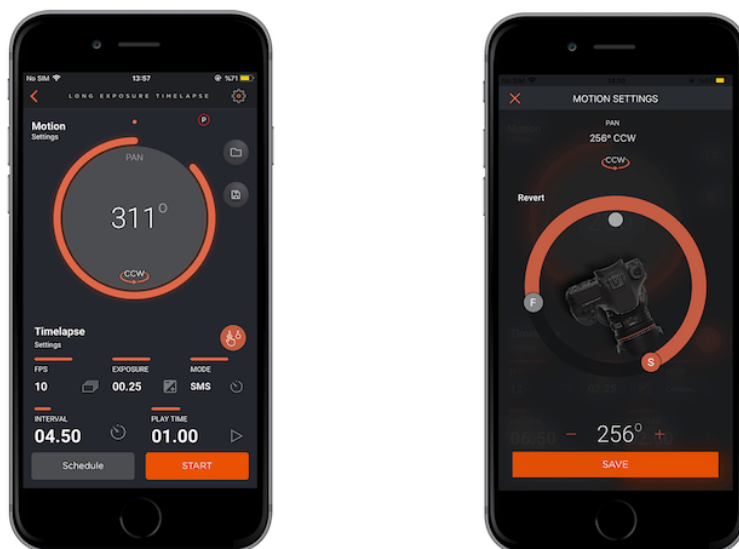 No SIM 13:57 %71
LONG EXPOSURE TIMELAPSE
P
Motion
Settings
PAN
311°
CCW
Timelapse
Settings
FPS EXPOSURE MODE
10 00.25 SMS
INTERVAL PLAY TIME
04.50 01.00
Schedule START
MOTION SETTINGS
PAN
256° CCW
CCW
Revert
F
S
- 256° +
SAVE